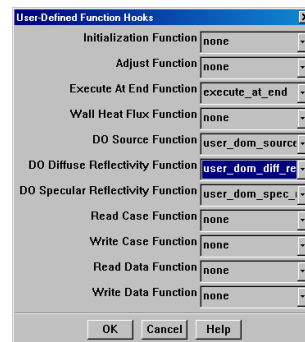 User-Defined Function Hooks
Initialization Function none
Adjust Function none
Execute At End Function execute_at_end
Wall Heat Flux Function none
DO Source Function user_dom_source
DO Diffuse Reflectivity Function user_dom_diff_re
DO Specular Reflectivity Function user_dom_spec_
Read Case Function none
Write Case Function none
Read Data Function none
Write Data Function none
OK Cancel Help